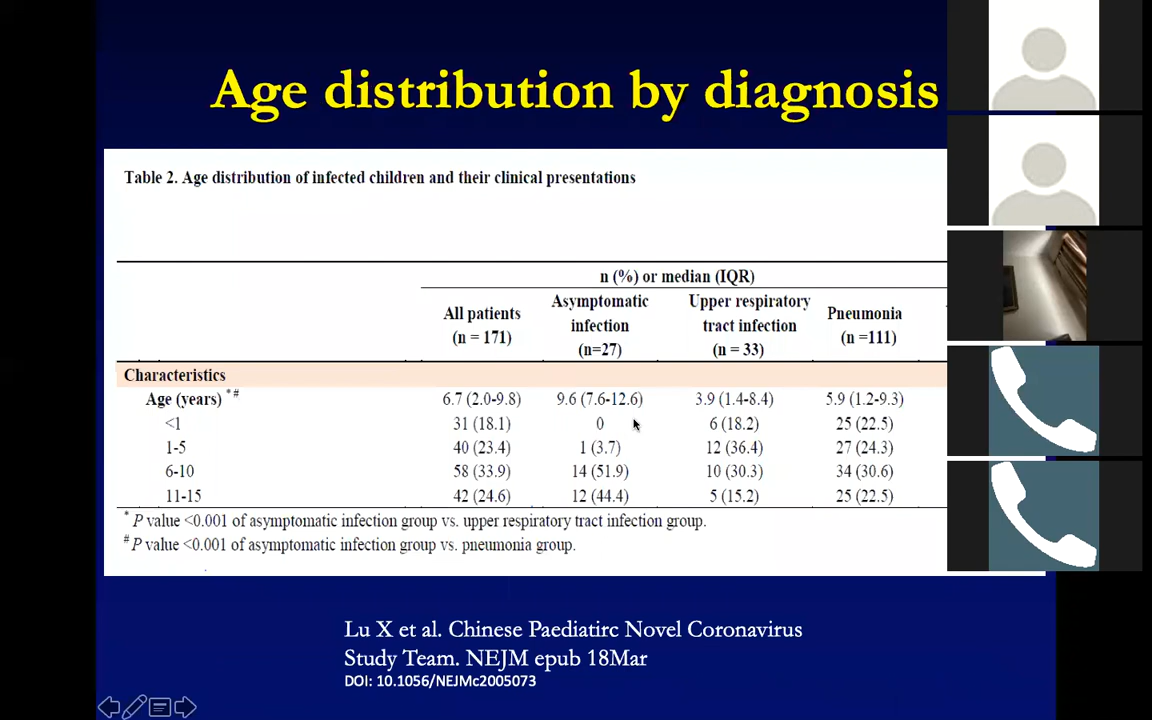 Age distribution by diagnosis
Table 2. Age distribution of infected children and their clinical presentations
n (%) or median (IQR)
All patients (n = 171) Asymptomatic infection (n=27) Upper respiratory tract infection (n = 33) Pneumonia (n =111)
Characteristics
Age (years) *# 6.7 (2.0-9.8) 9.6 (7.6-12.6) 3.9 (1.4-8.4) 5.9 (1.2-9.3)
<1 31 (18.1) 0 6 (18.2) 25 (22.5)
1-5 40 (23.4) 1 (3.7) 12 (36.4) 27 (24.3)
6-10 58 (33.9) 14 (51.9) 10 (30.3) 34 (30.6)
11-15 42 (24.6) 12 (44.4) 5 (15.2) 25 (22.5)
* P value <0.001 of asymptomatic infection group vs. upper respiratory tract infection group.
# P value <0.001 of asymptomatic infection group vs. pneumonia group.
Lu X et al. Chinese Paediatirc Novel Coronavirus
Study Team. NEJM epub 18Mar
DOI: 10.1056/NEJMc2005073